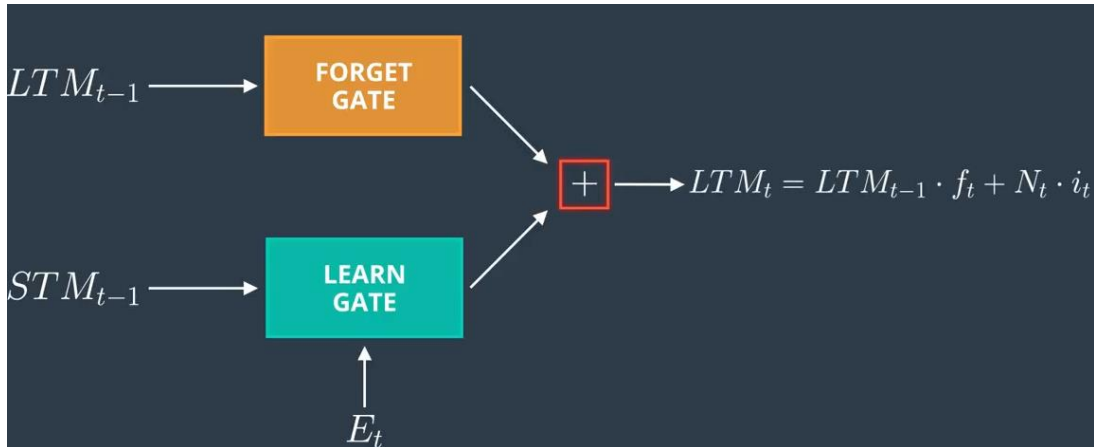 LTM_{t-1}
FORGET
GATE
+
LTM_t = LTM_{t-1} · f_t + N_t · i_t
STM_{t-1}
LEARN
GATE
E_t